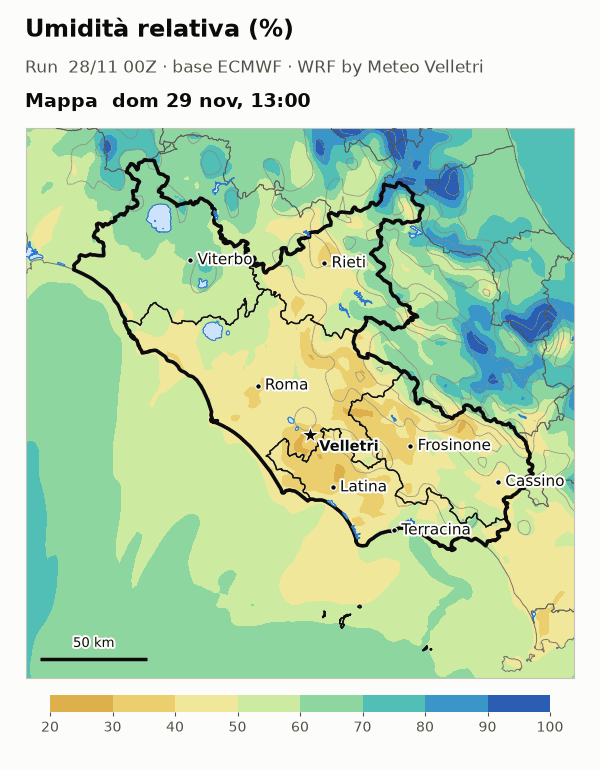 Umidità relativa (%)
Run  28/11 00Z · base ECMWF · WRF by Meteo Velletri
Mappa  dom 29 nov, 13:00
Viterbo
Rieti
Roma
Velletri
Frosinone
Latina
Cassino
Terracina
50 km
20 30 40 50 60 70 80 90 100